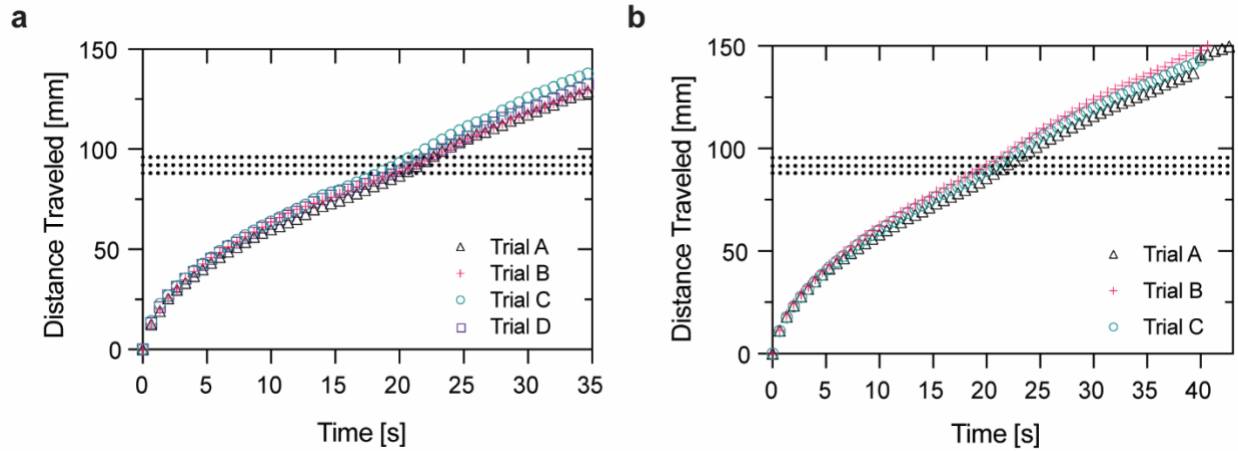 a
150
100
50
0
Distance Traveled [mm]
Trial A
Trial B
Trial C
Trial D
0 5 10 15 20 25 30 35
Time [s]
b
150
100
50
0
Distance Traveled [mm]
Trial A
Trial B
Trial C
0 5 10 15 20 25 30 35 40
Time [s]